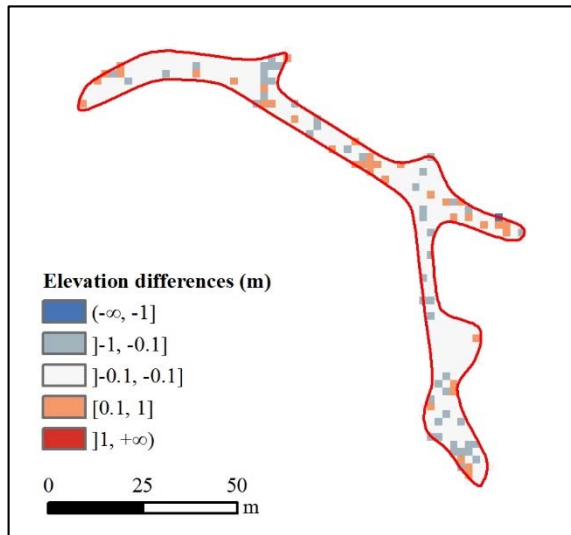 Elevation differences (m)
(-∞, -1]
]-1, -0.1]
]-0.1, -0.1]
[0.1, 1]
]1, +∞)
0 25 50
m